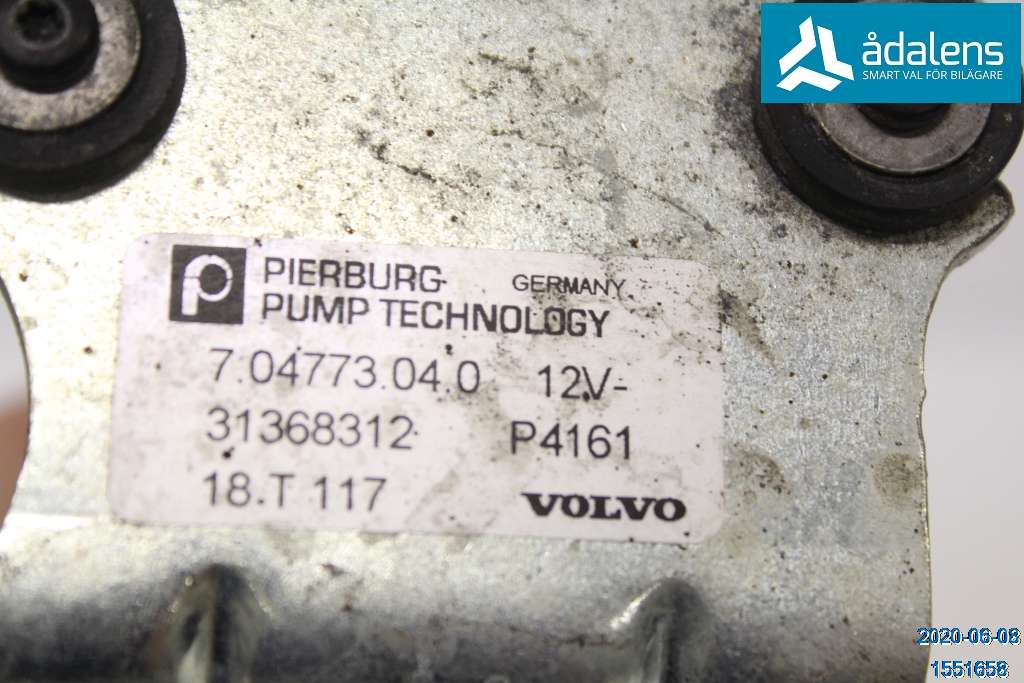 ådalens
SMART VAL FÖR BILÄGARE
PIERBURG GERMANY
PUMP TECHNOLOGY
7.04773.04.0 12V-
31368312 P4161
18.T 117 VOLVO
2020-06-08
1551658